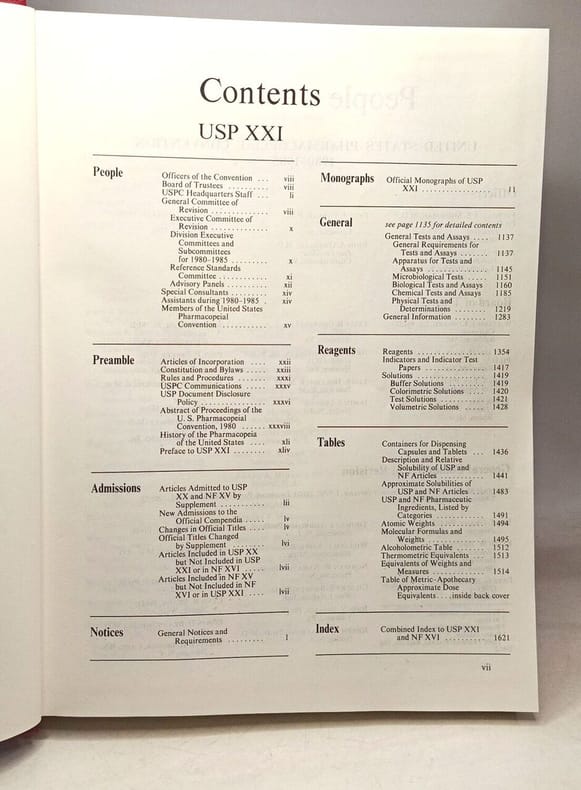 Contents
USP XXI
People
Officers of the Convention ... viii
Board of Trustees .......... viii
USPC Headquarters Staff ... li
General Committee of
Revision ............... viii
Executive Committee of
Revision ............... x
Division Executive
Committees and
Subcommittees
for 1980–1985 ......... x
Reference Standards
Committee ............ xi
Advisory Panels ......... xii
Special Consultants ......... xiv
Assistants during 1980–1985 . xiv
Members of the United States
Pharmacopeial
Convention ........... xv
Preamble
Articles of Incorporation .... xxii
Constitution and Bylaws ..... xxiii
Rules and Procedures ....... xxxi
USPC Communications ..... xxxv
USP Document Disclosure
Policy ................ xxxvi
Abstract of Proceedings of the
U. S. Pharmacopeial
Convention, 1980 ...... xxxviii
History of the Pharmacopeia
of the United States ...... xli
Preface to USP XXI ........ xliv
Admissions
Articles Admitted to USP
XX and NF XV by
Supplement ........... lii
New Admissions to the
Official Compendia ..... lv
Changes in Official Titles .... lv
Official Titles Changed
by Supplement ......... lvi
Articles Included in USP XX
but Not Included in USP
XXI or in NF XVI ..... lvii
Articles Included in NF XV
but Not Included in NF
XVI or in USP XXI .... lvii
Notices
General Notices and
Requirements ......... 1
Monographs
Official Monographs of USP
XXI ................. 11
General
see page 1135 for detailed contents
General Tests and Assays .... 1137
General Requirements for
Tests and Assays ....... 1137
Apparatus for Tests and
Assays ............... 1145
Microbiological Tests ..... 1151
Biological Tests and Assays 1160
Chemical Tests and Assays 1185
Physical Tests and
Determinations ........ 1219
General Information ........ 1283
Reagents
Reagents ................. 1354
Indicators and Indicator Test
Papers ............... 1417
Solutions ................. 1419
Buffer Solutions ......... 1419
Colorimetric Solutions .... 1420
Test Solutions ........... 1421
Volumetric Solutions ..... 1428
Tables
Containers for Dispensing
Capsules and Tablets ... 1436
Description and Relative
Solubility of USP and
NF Articles ........... 1441
Approximate Solubilities of
USP and NF Articles ... 1483
USP and NF Pharmaceutic
Ingredients, Listed by
Categories ............ 1491
Atomic Weights ........... 1494
Molecular Formulas and
Weights .............. 1495
Alcoholometric Table ....... 1512
Thermometric Equivalents ... 1513
Equivalents of Weights and
Measures ............. 1514
Table of Metric-Apothecary
Approximate Dose
Equivalents....inside back cover
Index
Combined Index to USP XXI
and NF XVI .......... 1621
vii